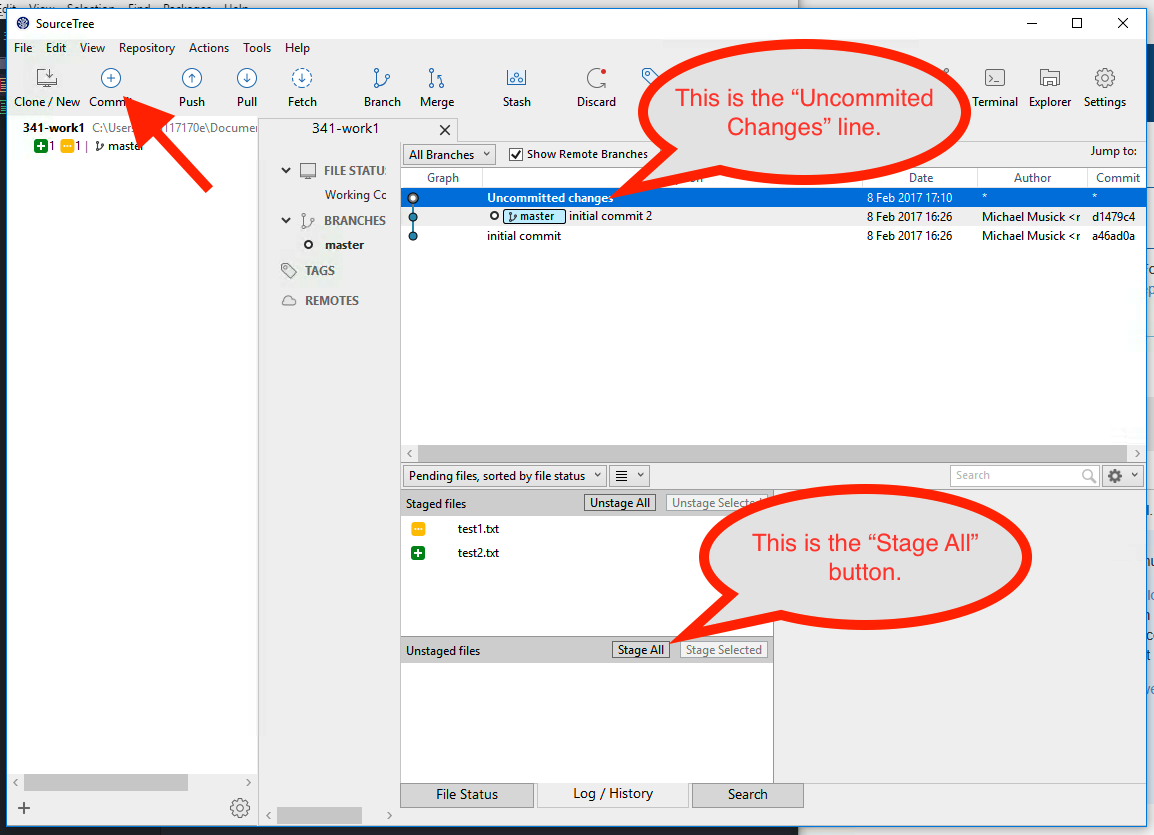 SourceTree
File Edit View Repository Actions Tools Help
Clone / New Push Pull Fetch Branch Merge Stash Discard Terminal Explorer Settings
341-work1
1 1 | master
341-work1
All Branches
Show Remote Branches
Jump to:
Graph Date Author Commit
Uncommitted changes 8 Feb 2017 17:10 * *
master initial commit 2 8 Feb 2017 16:26 Michael Musick <r d1479c4
initial commit 8 Feb 2017 16:26 Michael Musick <r a46ad0a
This is the “Uncommited
Changes” line.
FILE STATU
Working Co
BRANCHES
master
TAGS
REMOTES
Pending files, sorted by file status
Search
Staged files Unstage All Unstage Selected
test1.txt
test2.txt
This is the “Stage All”
button.
Unstaged files Stage All Stage Selected
File Status Log / History Search